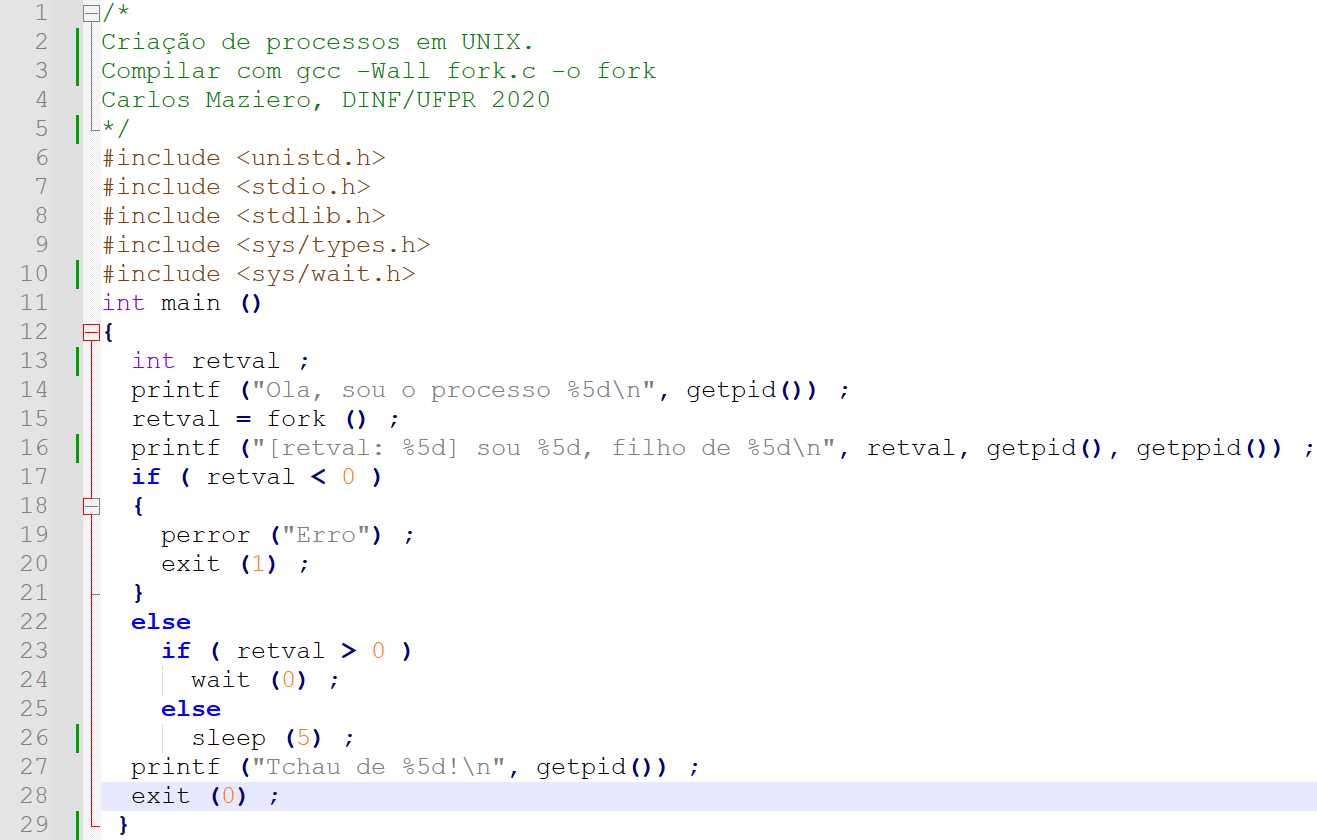 1 /*
2 Criação de processos em UNIX.
3 Compilar com gcc -Wall fork.c -o fork
4 Carlos Maziero, DINF/UFPR 2020
5 */
6 #include <unistd.h>
7 #include <stdio.h>
8 #include <stdlib.h>
9 #include <sys/types.h>
10 #include <sys/wait.h>
11 int main ()
12 {
13   int retval ;
14   printf ("Ola, sou o processo %5d\n", getpid()) ;
15   retval = fork () ;
16   printf ("[retval: %5d] sou %5d, filho de %5d\n", retval, getpid(), getppid()) ;
17   if ( retval < 0 )
18   {
19     perror ("Erro") ;
20     exit (1) ;
21   }
22   else
23     if ( retval > 0 )
24       wait (0) ;
25     else
26       sleep (5) ;
27   printf ("Tchau de %5d!\n", getpid()) ;
28   exit (0) ;
29  }